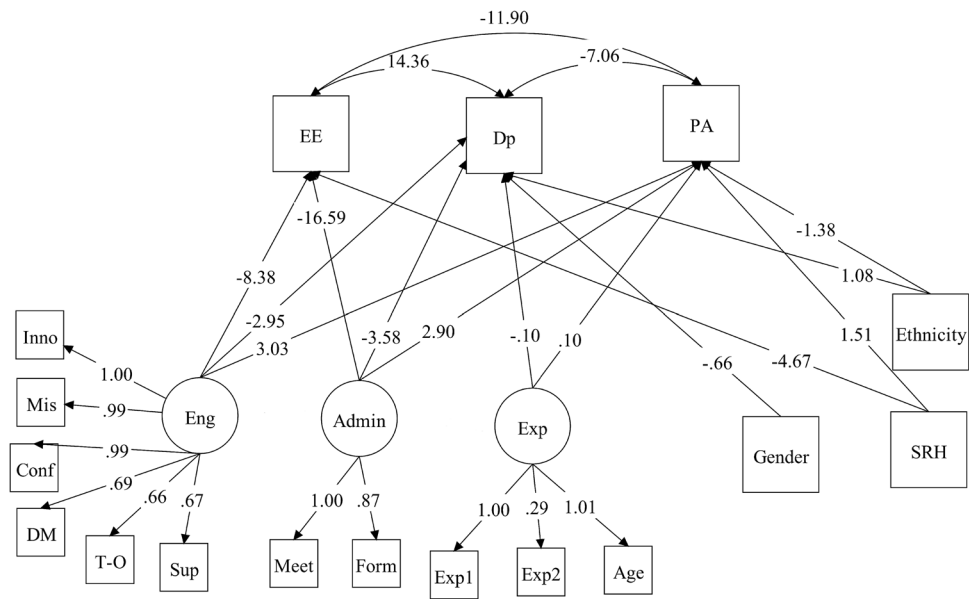 -11.90
14.36
-7.06
EE
Dp
PA
-16.59
-1.38
-8.38
1.08
-2.95
Inno
3.03
-3.58
2.90
-.10
.10
1.51
Ethnicity
-.66
-4.67
1.00
Mis
.99
Eng
Admin
Exp
Conf
.99
Gender
SRH
.69
.66
.67
1.00
.87
1.00
.29
1.01
DM
T-O
Sup
Meet
Form
Exp1
Exp2
Age